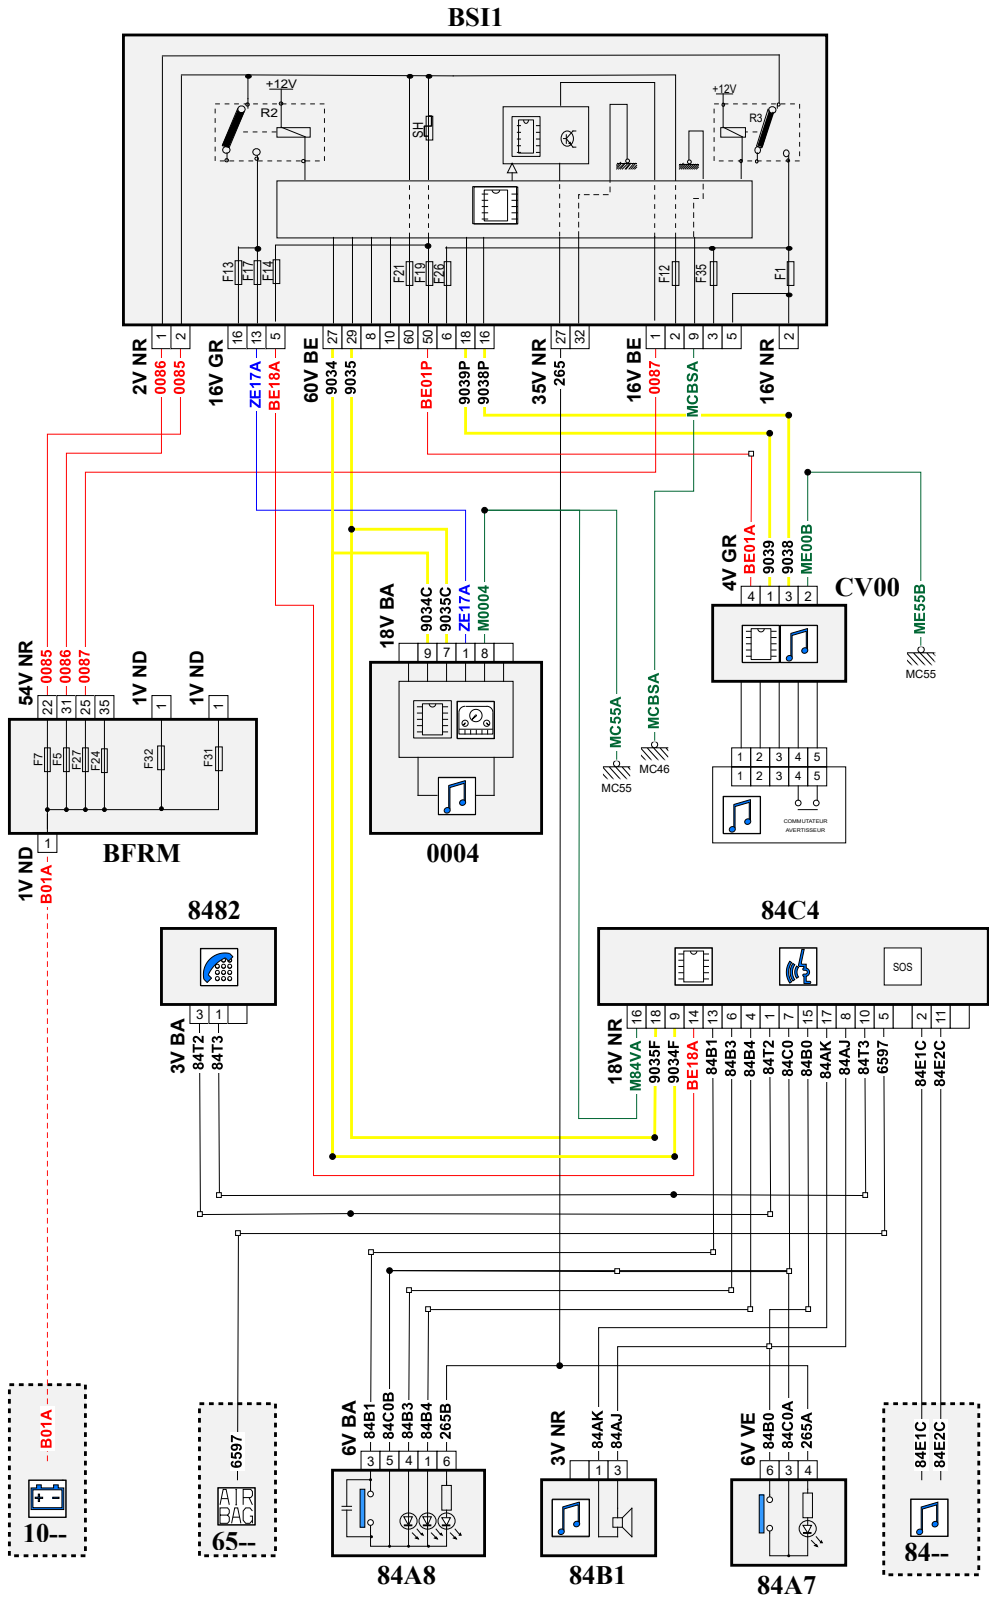 BSI1
+12V
R2
SH
+12V
R3
F13
F17
F14
F21
F19
F26
F12
F35
F1
1 2
16 13 5
27 29 8 10 60 50 6 18 16
27 32
1 2 9 3 5
2
2V NR
0086
0085
16V GR
ZE17A
BE18A
60V BE
9034
9035
BE01P
9039P
9038P
35V NR
265
16V BE
0087
MCBSA
16V NR
54V NR
0085
0086
0087
1V ND
1V ND
22 31 25 35
1
1
F7
F5
F27
F24
F32
F31
1
BFRM
1V ND
B01A
18V BA
9034C
9035C
ZE17A
M0004
9 7 1 8
0004
MC55A
MC55
MCBSA
MC46
4V GR
BE01A
9039
9038
ME00B
4 1 3 2
CV00
ME55B
MC55
1 2 3 4 5
1 2 3 4 5
COMMUTATEUR
AVERTISSEUR
8482
3 1
3V BA
84T2
84T3
84C4
SOS
16 18 9 14 13 6 4 1 7 15 17 8 10 5 2 11
18V NR
M84VA
9035F
9034F
BE18A
84B1
84B3
84B4
84T2
84C0
84B0
84AK
84AJ
84T3
6597
84E1C
84E2C
B01A
10--
6597
AIR
BAG
65--
6V BA
84B1
84C0B
84B3
84B4
265B
3 5 4 1 6
84A8
3V NR
84AK
84AJ
1 3
84B1
6V VE
84B0
84C0A
265A
6 3 4
84A7
84E1C
84E2C
84--